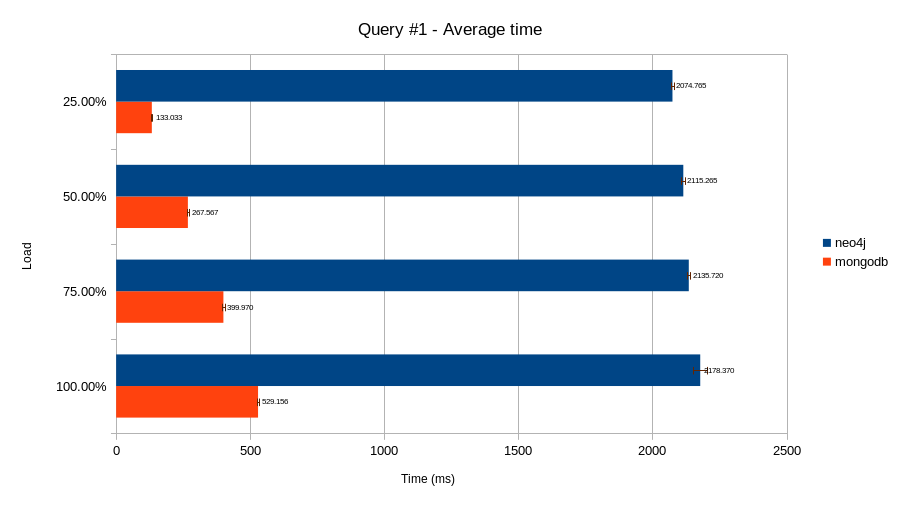 Query #1 - Average time
2074.765
25.00%
133.033
2115.265
50.00%
267.567
Load
neo4j
mongodb
2135.720
75.00%
399.970
2178.370
100.00%
529.156
0 500 1000 1500 2000 2500
Time (ms)